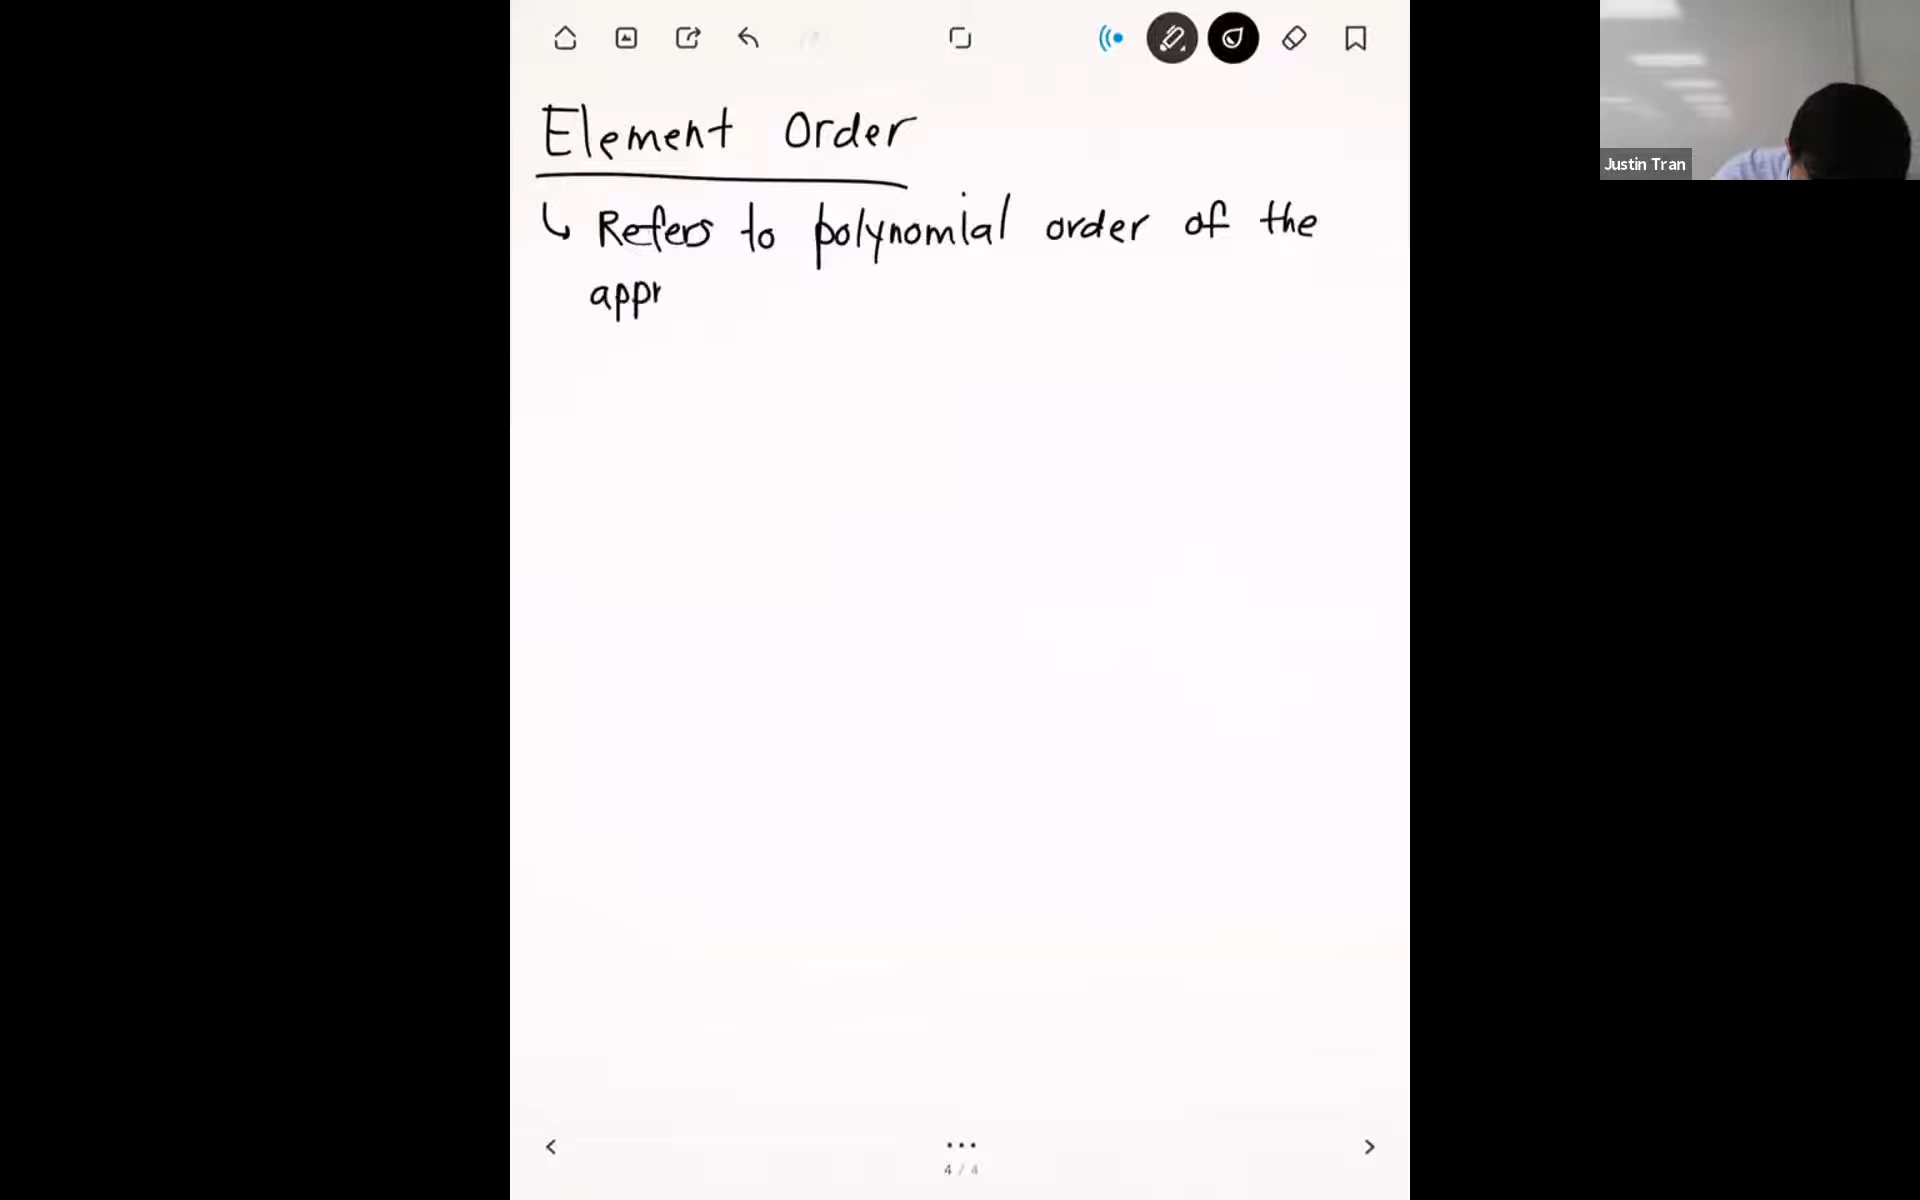 Element Order
↳ Refers to polynomial order of the
appr
4 / 4
Justin Tran